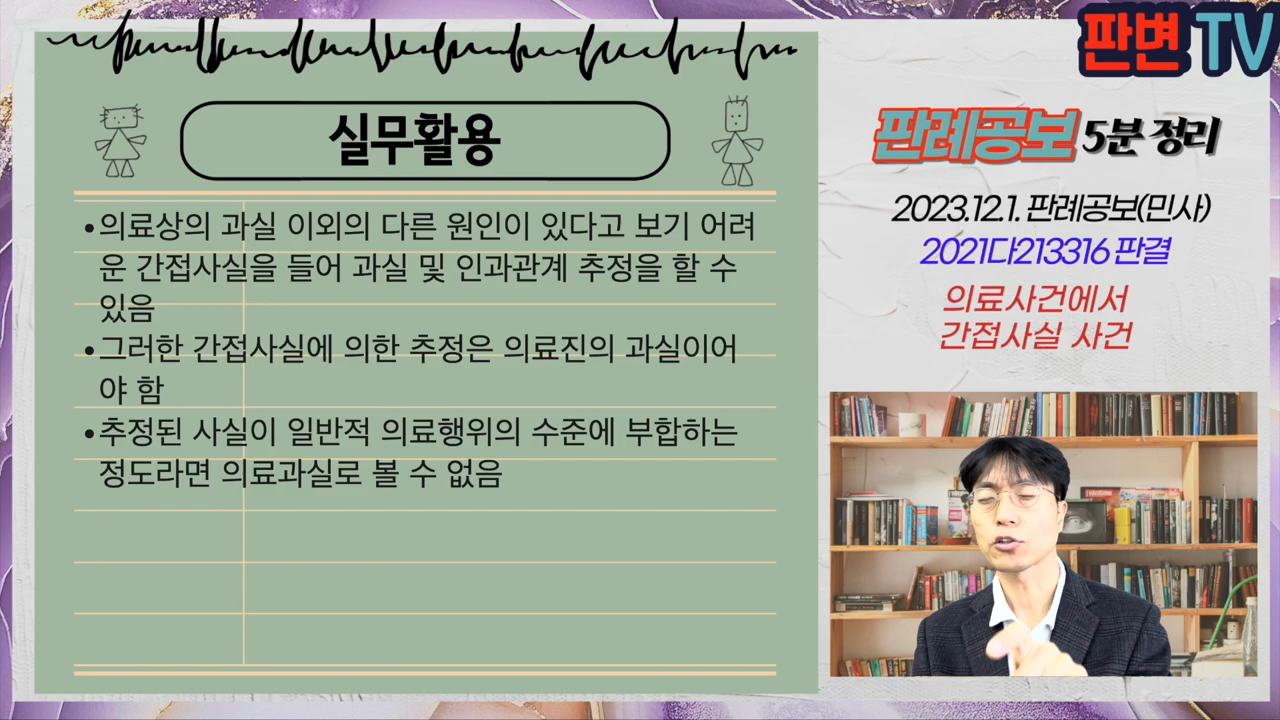 판변 TV
실무활용
•의료상의 과실 이외의 다른 원인이 있다고 보기 어려
운 간접사실을 들어 과실 및 인과관계 추정을 할 수
있음
•그러한 간접사실에 의한 추정은 의료진의 과실이어
야 함
•추정된 사실이 일반적 의료행위의 수준에 부합하는
정도라면 의료과실로 볼 수 없음
판례공보 5분 정리
2023.12.1. 판례공보(민사)
2021다213316 판결
의료사건에서
간접사실 사건